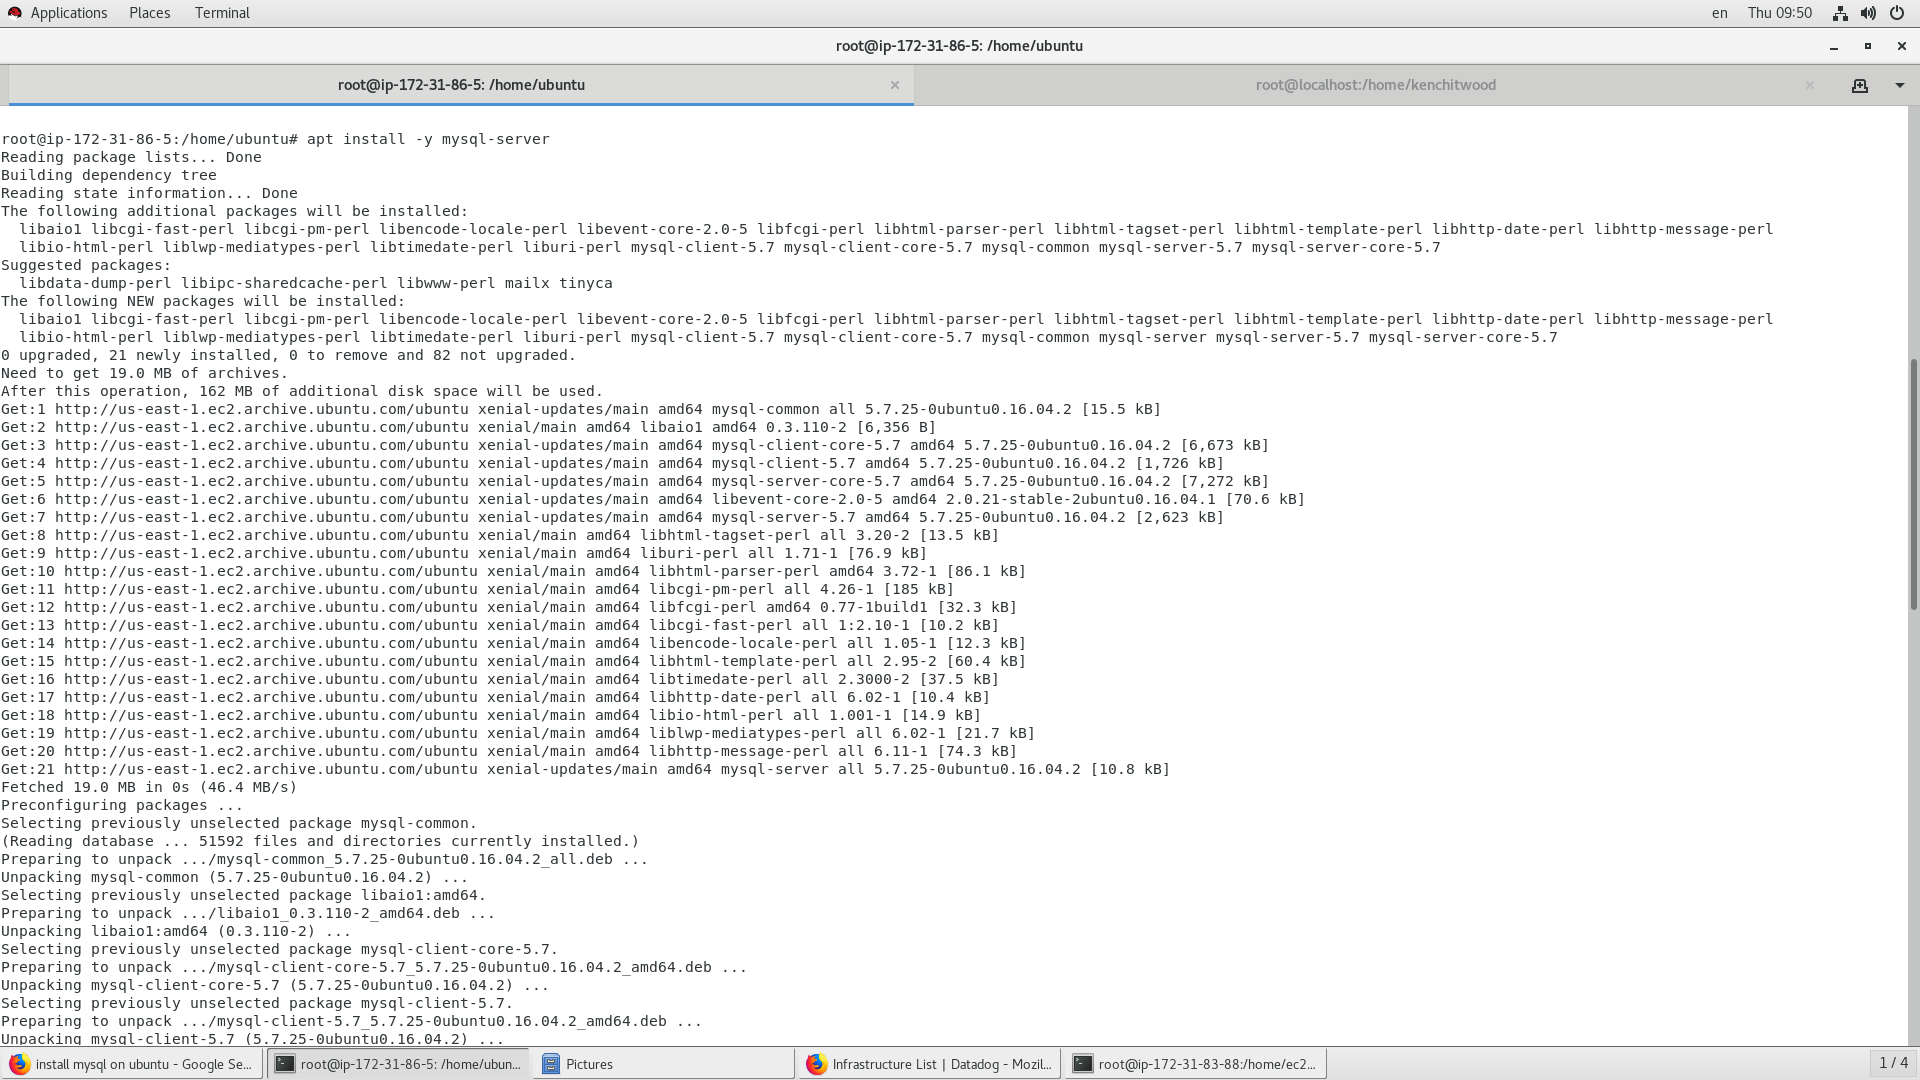 Applications Places Terminal en Thu 09:50
root@ip-172-31-86-5: /home/ubuntu
root@ip-172-31-86-5: /home/ubuntu root@localhost:/home/kenchitwood
root@ip-172-31-86-5:/home/ubuntu# apt install -y mysql-server
Reading package lists... Done
Building dependency tree
Reading state information... Done
The following additional packages will be installed:
  libaio1 libcgi-fast-perl libcgi-pm-perl libencode-locale-perl libevent-core-2.0-5 libfcgi-perl libhtml-parser-perl libhtml-tagset-perl libhtml-template-perl libhttp-date-perl libhttp-message-perl
  libio-html-perl liblwp-mediatypes-perl libtimedate-perl liburi-perl mysql-client-5.7 mysql-client-core-5.7 mysql-common mysql-server-5.7 mysql-server-core-5.7
Suggested packages:
  libdata-dump-perl libipc-sharedcache-perl libwww-perl mailx tinyca
The following NEW packages will be installed:
  libaio1 libcgi-fast-perl libcgi-pm-perl libencode-locale-perl libevent-core-2.0-5 libfcgi-perl libhtml-parser-perl libhtml-tagset-perl libhtml-template-perl libhttp-date-perl libhttp-message-perl
  libio-html-perl liblwp-mediatypes-perl libtimedate-perl liburi-perl mysql-client-5.7 mysql-client-core-5.7 mysql-common mysql-server mysql-server-5.7 mysql-server-core-5.7
0 upgraded, 21 newly installed, 0 to remove and 82 not upgraded.
Need to get 19.0 MB of archives.
After this operation, 162 MB of additional disk space will be used.
Get:1 http://us-east-1.ec2.archive.ubuntu.com/ubuntu xenial-updates/main amd64 mysql-common all 5.7.25-0ubuntu0.16.04.2 [15.5 kB]
Get:2 http://us-east-1.ec2.archive.ubuntu.com/ubuntu xenial/main amd64 libaio1 amd64 0.3.110-2 [6,356 B]
Get:3 http://us-east-1.ec2.archive.ubuntu.com/ubuntu xenial-updates/main amd64 mysql-client-core-5.7 amd64 5.7.25-0ubuntu0.16.04.2 [6,673 kB]
Get:4 http://us-east-1.ec2.archive.ubuntu.com/ubuntu xenial-updates/main amd64 mysql-client-5.7 amd64 5.7.25-0ubuntu0.16.04.2 [1,726 kB]
Get:5 http://us-east-1.ec2.archive.ubuntu.com/ubuntu xenial-updates/main amd64 mysql-server-core-5.7 amd64 5.7.25-0ubuntu0.16.04.2 [7,272 kB]
Get:6 http://us-east-1.ec2.archive.ubuntu.com/ubuntu xenial-updates/main amd64 libevent-core-2.0-5 amd64 2.0.21-stable-2ubuntu0.16.04.1 [70.6 kB]
Get:7 http://us-east-1.ec2.archive.ubuntu.com/ubuntu xenial-updates/main amd64 mysql-server-5.7 amd64 5.7.25-0ubuntu0.16.04.2 [2,623 kB]
Get:8 http://us-east-1.ec2.archive.ubuntu.com/ubuntu xenial/main amd64 libhtml-tagset-perl all 3.20-2 [13.5 kB]
Get:9 http://us-east-1.ec2.archive.ubuntu.com/ubuntu xenial/main amd64 liburi-perl all 1.71-1 [76.9 kB]
Get:10 http://us-east-1.ec2.archive.ubuntu.com/ubuntu xenial/main amd64 libhtml-parser-perl amd64 3.72-1 [86.1 kB]
Get:11 http://us-east-1.ec2.archive.ubuntu.com/ubuntu xenial/main amd64 libcgi-pm-perl all 4.26-1 [185 kB]
Get:12 http://us-east-1.ec2.archive.ubuntu.com/ubuntu xenial/main amd64 libfcgi-perl amd64 0.77-1build1 [32.3 kB]
Get:13 http://us-east-1.ec2.archive.ubuntu.com/ubuntu xenial/main amd64 libcgi-fast-perl all 1:2.10-1 [10.2 kB]
Get:14 http://us-east-1.ec2.archive.ubuntu.com/ubuntu xenial/main amd64 libencode-locale-perl all 1.05-1 [12.3 kB]
Get:15 http://us-east-1.ec2.archive.ubuntu.com/ubuntu xenial/main amd64 libhtml-template-perl all 2.95-2 [60.4 kB]
Get:16 http://us-east-1.ec2.archive.ubuntu.com/ubuntu xenial/main amd64 libtimedate-perl all 2.3000-2 [37.5 kB]
Get:17 http://us-east-1.ec2.archive.ubuntu.com/ubuntu xenial/main amd64 libhttp-date-perl all 6.02-1 [10.4 kB]
Get:18 http://us-east-1.ec2.archive.ubuntu.com/ubuntu xenial/main amd64 libio-html-perl all 1.001-1 [14.9 kB]
Get:19 http://us-east-1.ec2.archive.ubuntu.com/ubuntu xenial/main amd64 liblwp-mediatypes-perl all 6.02-1 [21.7 kB]
Get:20 http://us-east-1.ec2.archive.ubuntu.com/ubuntu xenial/main amd64 libhttp-message-perl all 6.11-1 [74.3 kB]
Get:21 http://us-east-1.ec2.archive.ubuntu.com/ubuntu xenial-updates/main amd64 mysql-server all 5.7.25-0ubuntu0.16.04.2 [10.8 kB]
Fetched 19.0 MB in 0s (46.4 MB/s)
Preconfiguring packages ...
Selecting previously unselected package mysql-common.
(Reading database ... 51592 files and directories currently installed.)
Preparing to unpack .../mysql-common_5.7.25-0ubuntu0.16.04.2_all.deb ...
Unpacking mysql-common (5.7.25-0ubuntu0.16.04.2) ...
Selecting previously unselected package libaio1:amd64.
Preparing to unpack .../libaio1_0.3.110-2_amd64.deb ...
Unpacking libaio1:amd64 (0.3.110-2) ...
Selecting previously unselected package mysql-client-core-5.7.
Preparing to unpack .../mysql-client-core-5.7_5.7.25-0ubuntu0.16.04.2_amd64.deb ...
Unpacking mysql-client-core-5.7 (5.7.25-0ubuntu0.16.04.2) ...
Selecting previously unselected package mysql-client-5.7.
Preparing to unpack .../mysql-client-5.7_5.7.25-0ubuntu0.16.04.2_amd64.deb ...
Unpacking mysql-client-5.7 (5.7.25-0ubuntu0.16.04.2) ...
install mysql on ubuntu - Google Se... root@ip-172-31-86-5: /home/ubun... Pictures Infrastructure List | Datadog - Mozil... root@ip-172-31-83-88:/home/ec2... 1 / 4